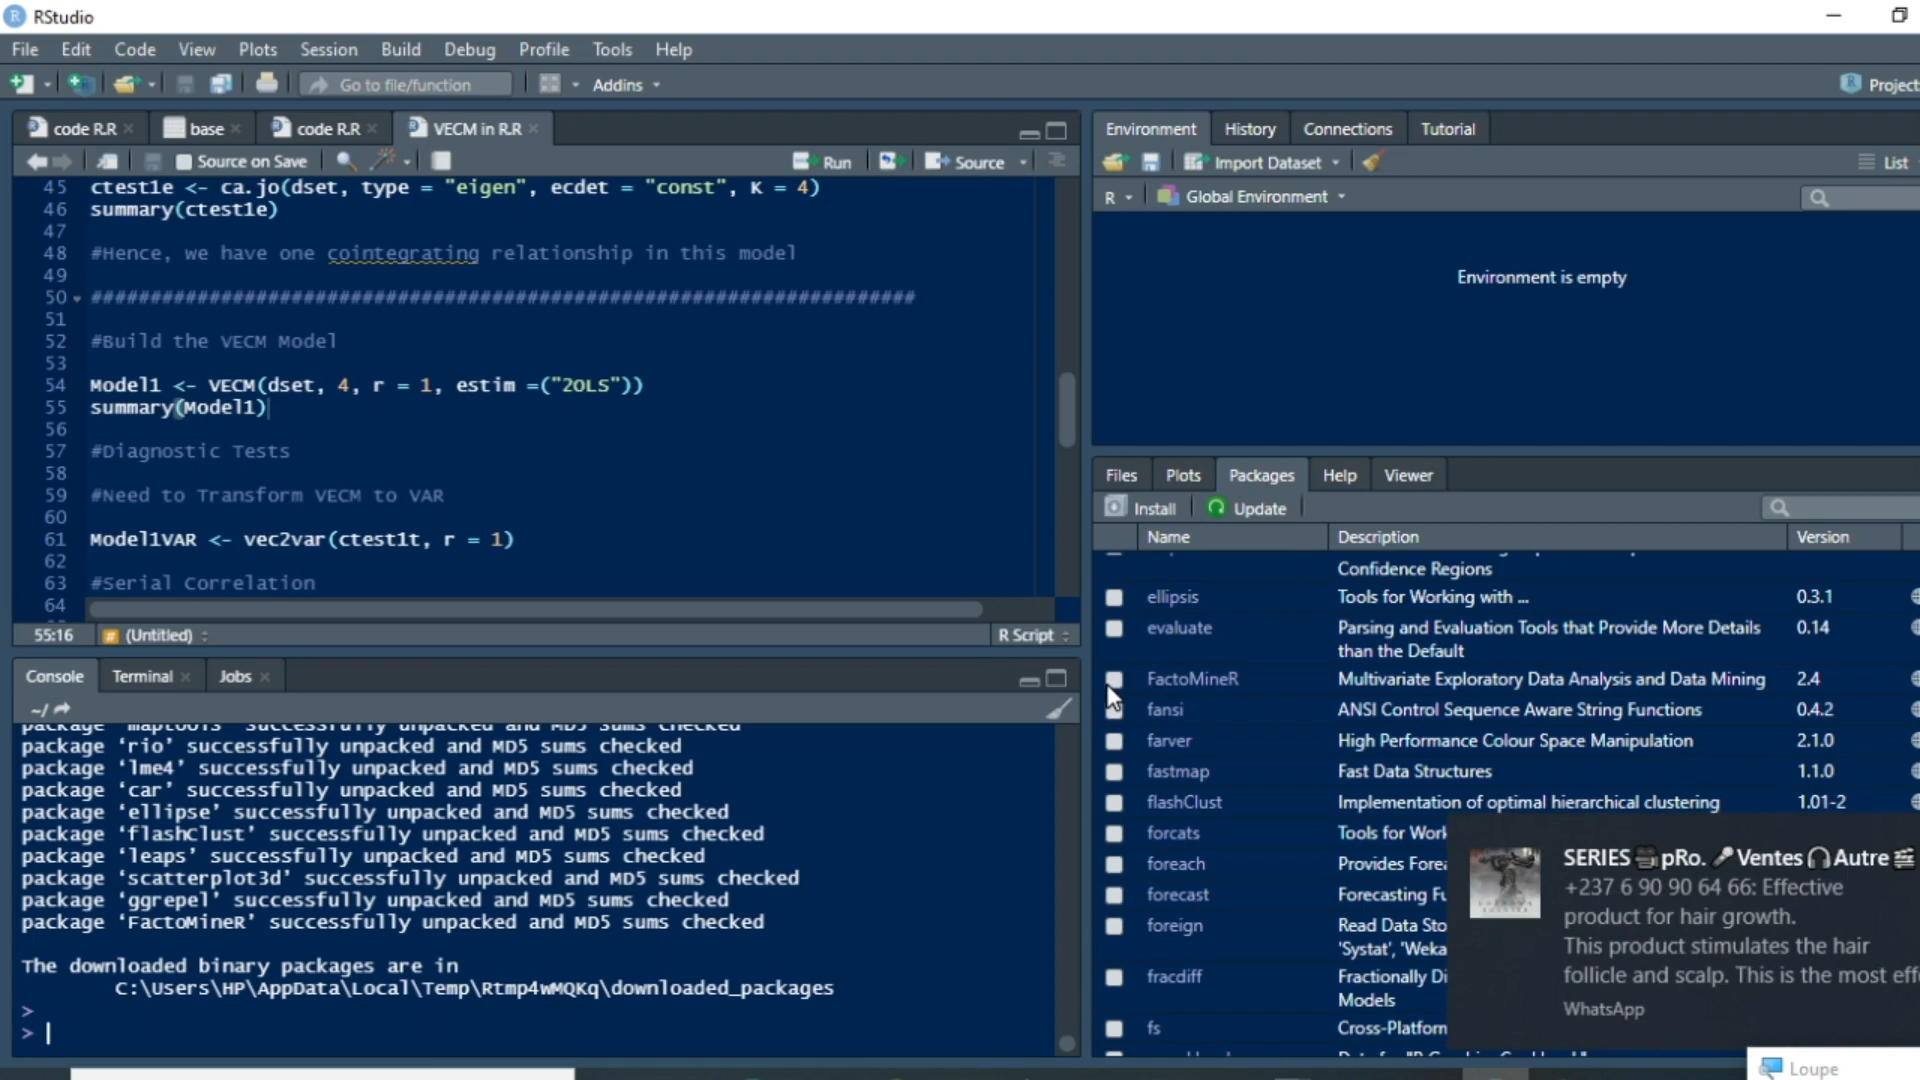 RStudio
File Edit Code View Plots Session Build Debug Profile Tools Help
Go to file/function Addins Project
code R.R base code R.R VECM in R.R
Source on Save Run Source
45 ctest1e <- ca.jo(dset, type = "eigen", ecdet = "const", K = 4)
46 summary(ctest1e)
47
48 #Hence, we have one cointegrating relationship in this model
49
50 ######################################################################
51
52 #Build the VECM Model
53
54 Model1 <- VECM(dset, 4, r = 1, estim =("2OLS"))
55 summary(Model1)
56
57 #Diagnostic Tests
58
59 #Need to Transform VECM to VAR
60
61 Model1VAR <- vec2var(ctest1t, r = 1)
62
63 #Serial Correlation
64
55:16 # (Untitled) R Script
Console Terminal Jobs
~/
package ‘maptools’ successfully unpacked and MD5 sums checked
package ‘rio’ successfully unpacked and MD5 sums checked
package ‘lme4’ successfully unpacked and MD5 sums checked
package ‘car’ successfully unpacked and MD5 sums checked
package ‘ellipse’ successfully unpacked and MD5 sums checked
package ‘flashClust’ successfully unpacked and MD5 sums checked
package ‘leaps’ successfully unpacked and MD5 sums checked
package ‘scatterplot3d’ successfully unpacked and MD5 sums checked
package ‘ggrepel’ successfully unpacked and MD5 sums checked
package ‘FactoMineR’ successfully unpacked and MD5 sums checked
The downloaded binary packages are in
C:\Users\HP\AppData\Local\Temp\Rtmp4wMQKq\downloaded_packages
>
>
Environment History Connections Tutorial
Import Dataset List
R Global Environment
Environment is empty
Files Plots Packages Help Viewer
Install Update
Name Description Version
Confidence Regions
ellipsis Tools for Working with ... 0.3.1
evaluate Parsing and Evaluation Tools that Provide More Details 0.14
than the Default
FactoMineR Multivariate Exploratory Data Analysis and Data Mining 2.4
fansi ANSI Control Sequence Aware String Functions 0.4.2
farver High Performance Colour Space Manipulation 2.1.0
fastmap Fast Data Structures 1.1.0
flashClust Implementation of optimal hierarchical clustering 1.01-2
forcats Tools for Work
foreach Provides Forea
forecast Forecasting Fu
foreign Read Data Sto
'Systat', 'Weka
fracdiff Fractionally Di
Models
fs Cross-Platform
SERIES pRo. Ventes Autre
+237 6 90 90 64 66: Effective
product for hair growth.
This product stimulates the hair
follicle and scalp. This is the most eff
WhatsApp
Loupe